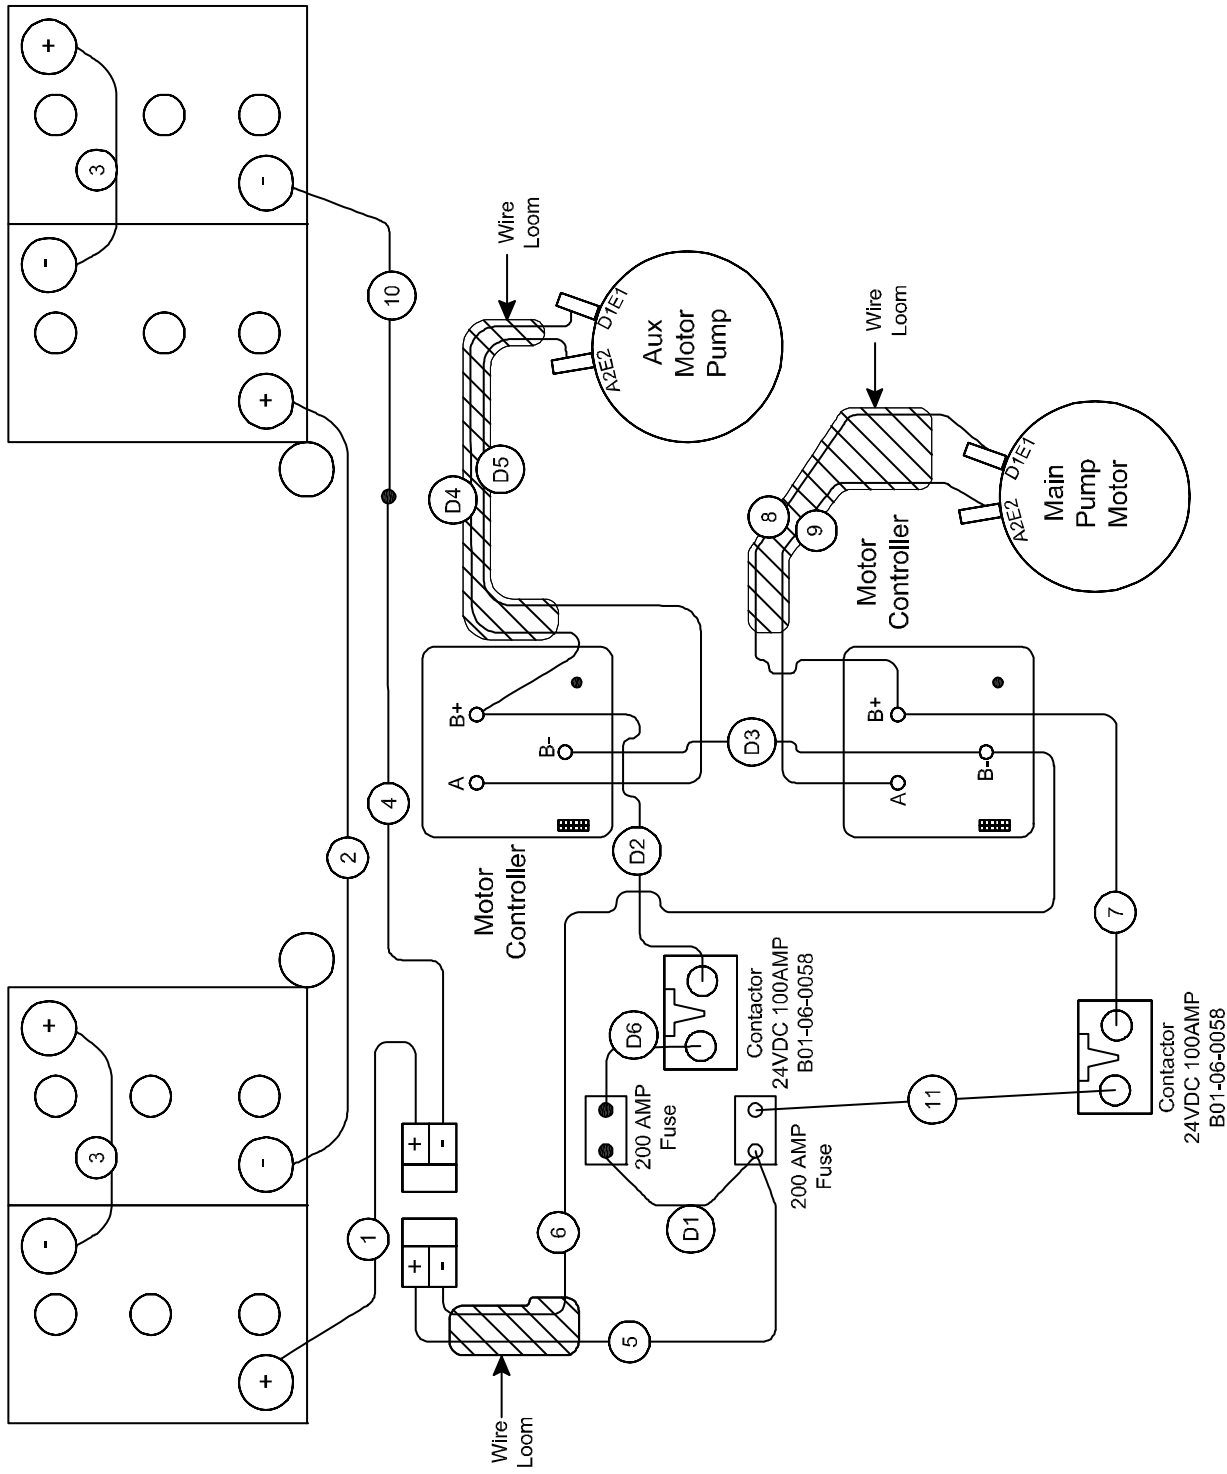 +
3
-
-
+
10
2
4
+
3
-
-
+
1
+
-
+
-
Wire
Loom
D4
D5
A2E2
D1E1
Aux
Motor
Pump
Wire
Loom
8
9
A2E2
D1E1
Main
Pump
Motor
Motor
Controller
B+
B-
A
D3
Motor
Controller
B+
B-
A
D2
7
6
D6
Contactor
24VDC 100AMP
B01-06-0058
200 AMP
Fuse
D1
200 AMP
Fuse
11
Contactor
24VDC 100AMP
B01-06-0058
5
Wire
Loom